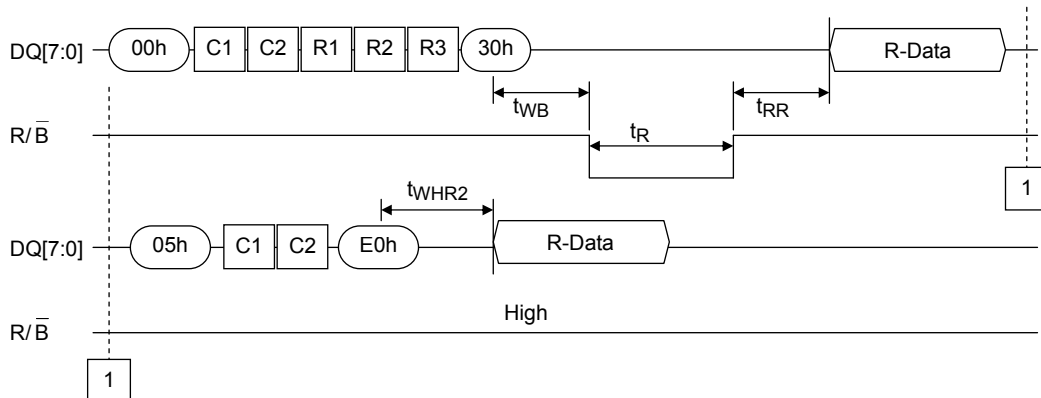 DQ[7:0] 00h C1 C2 R1 R2 R3 30h R-Data
tWB tRR
R/B̅ tR
1
tWHR2
DQ[7:0] 05h C1 C2 E0h R-Data
High
R/B̅
1